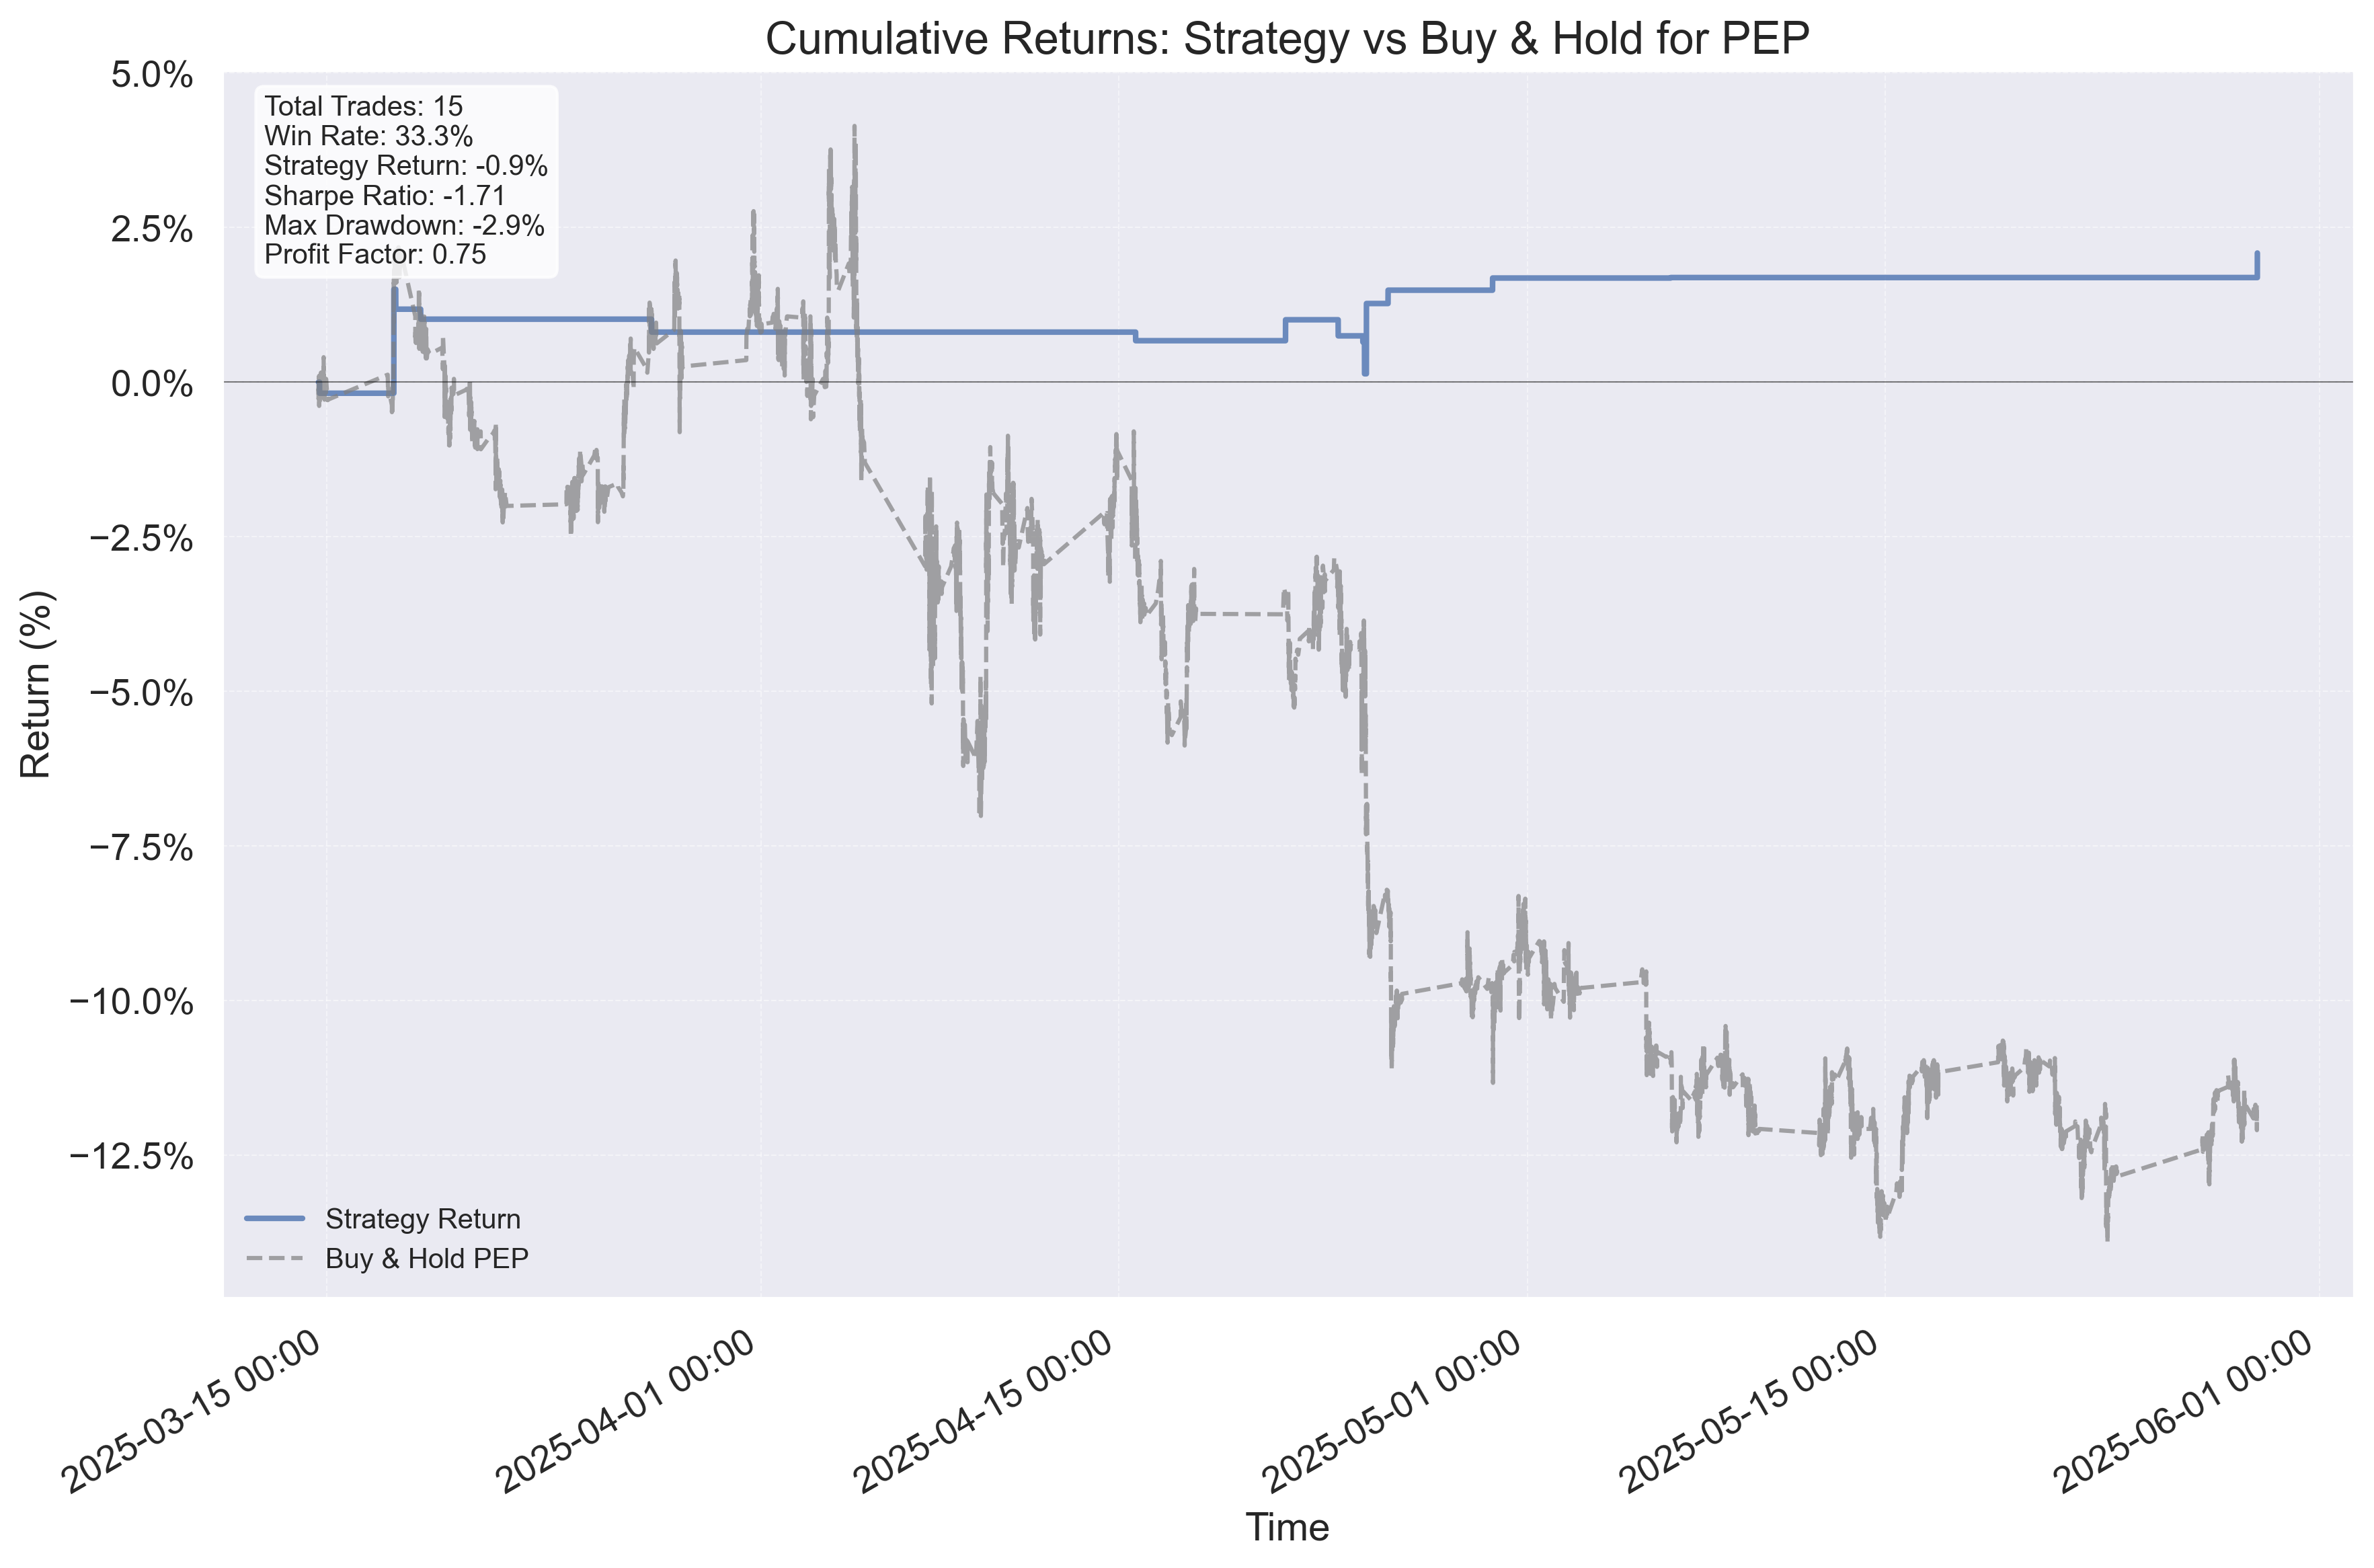 Cumulative Returns: Strategy vs Buy & Hold for PEP
5.0%
2.5%
0.0%
−2.5%
−5.0%
−7.5%
−10.0%
−12.5%
Return (%)
Total Trades: 15
Win Rate: 33.3%
Strategy Return: -0.9%
Sharpe Ratio: -1.71
Max Drawdown: -2.9%
Profit Factor: 0.75
Strategy Return
Buy & Hold PEP
2025-03-15 00:00
2025-04-01 00:00
2025-04-15 00:00
2025-05-01 00:00
2025-05-15 00:00
2025-06-01 00:00
Time